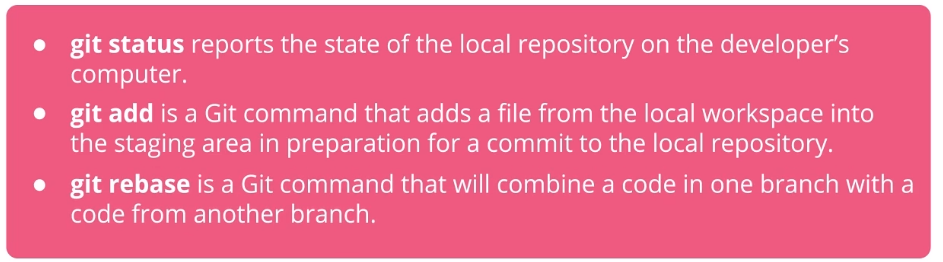 • git status reports the state of the local repository on the developer’s
computer.
• git add is a Git command that adds a file from the local workspace into
the staging area in preparation for a commit to the local repository.
• git rebase is a Git command that will combine a code in one branch with a
code from another branch.